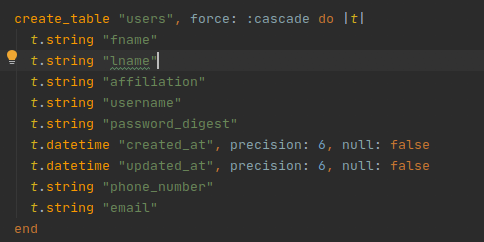 create_table "users", force: :cascade do |t|
t.string "fname"
t.string "lname"
t.string "affiliation"
t.string "username"
t.string "password_digest"
t.datetime "created_at", precision: 6, null: false
t.datetime "updated_at", precision: 6, null: false
t.string "phone_number"
t.string "email"
end